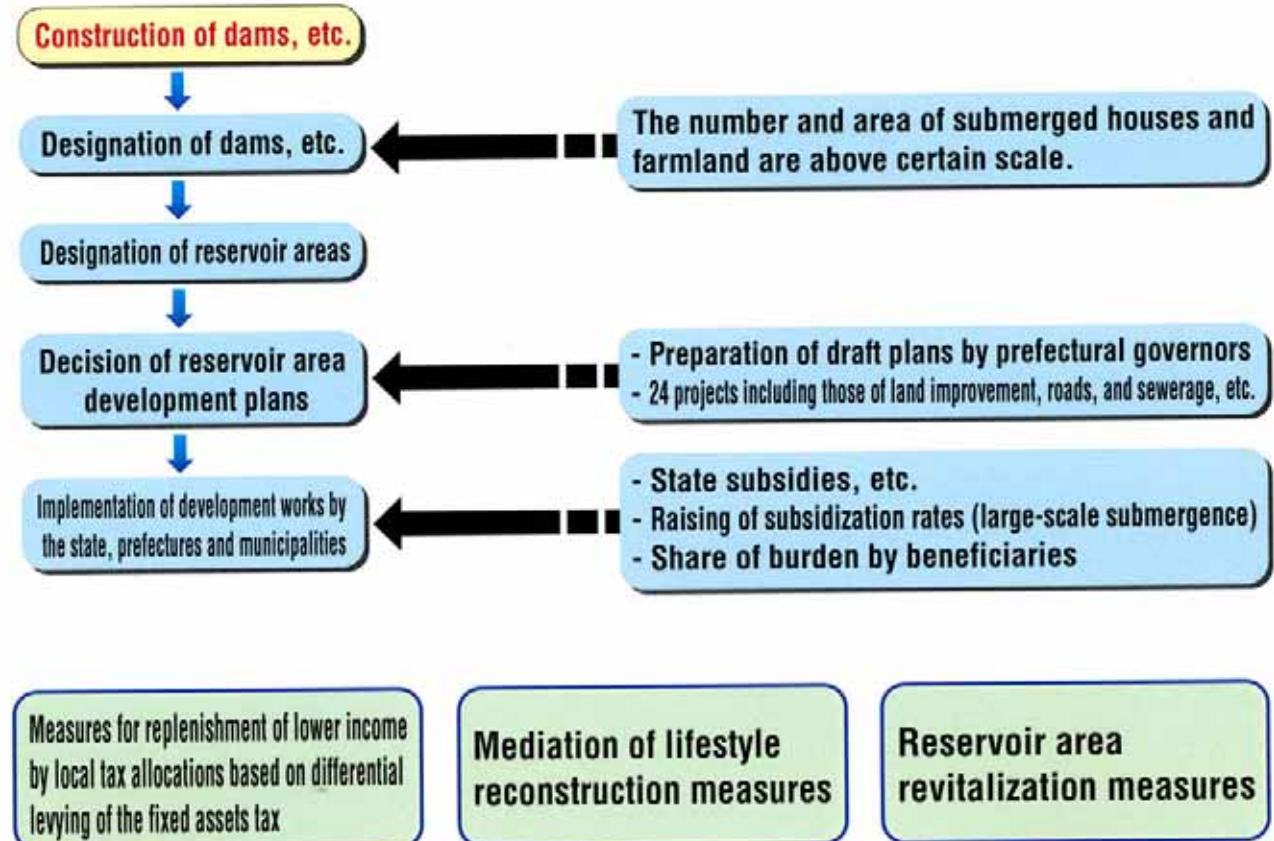 Construction of dams, etc.
Designation of dams, etc.
The number and area of submerged houses and
farmland are above certain scale.
Designation of reservoir areas
Decision of reservoir area
development plans
- Preparation of draft plans by prefectural governors
- 24 projects including those of land improvement, roads, and sewerage, etc.
Implementation of development works by
the state, prefectures and municipalities
- State subsidies, etc.
- Raising of subsidization rates (large-scale submergence)
- Share of burden by beneficiaries
Measures for replenishment of lower income
by local tax allocations based on differential
levying of the fixed assets tax
Mediation of lifestyle
reconstruction measures
Reservoir area
revitalization measures